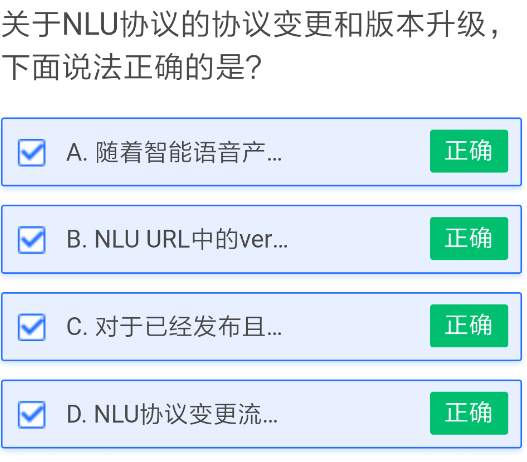 关于NLU协议的协议变更和版本升级，
下面说法正确的是？
A. 随着智能语音产... 正确
B. NLU URL中的ver... 正确
C. 对于已经发布且... 正确
D. NLU协议变更流... 正确